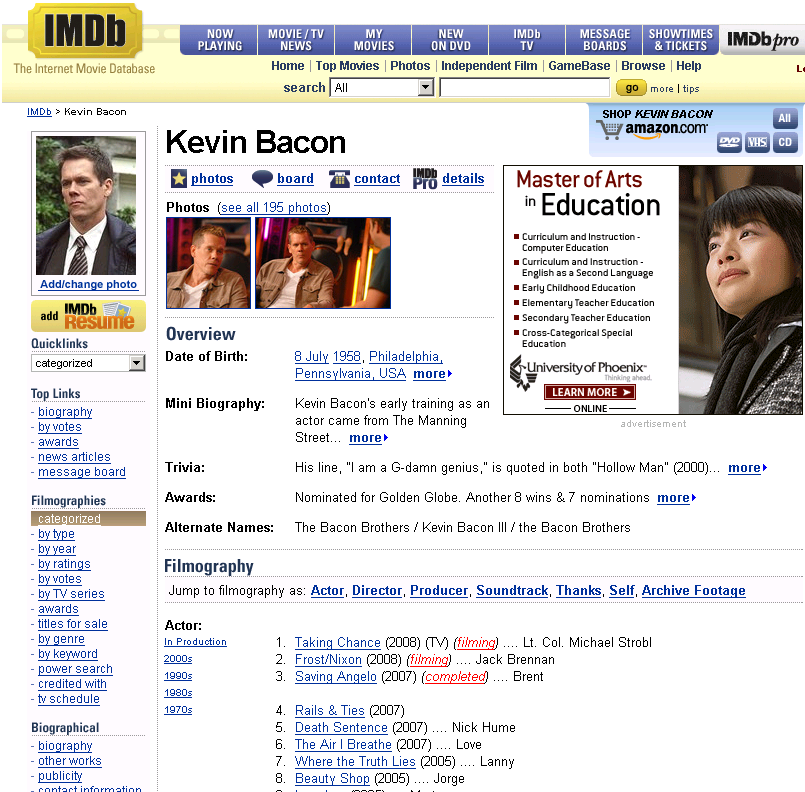 IMDb
The Internet Movie Database
NOW PLAYING
MOVIE / TV NEWS
MY MOVIES
NEW ON DVD
IMDb TV
MESSAGE BOARDS
SHOWTIMES & TICKETS
IMDb pro
Home | Top Movies | Photos | Independent Film | GameBase | Browse | Help
search All go more | tips
IMDb > Kevin Bacon
SHOP KEVIN BACON
amazon.com
All
DVD VHS CD
Kevin Bacon
photos board contact IMDb PRO details
Photos (see all 195 photos)
Add/change photo
add IMDb Resume
Quicklinks
categorized
Top Links
- biography
- by votes
- awards
- news articles
- message board
Filmographies
categorized
- by type
- by year
- by ratings
- by votes
- by TV series
- awards
- titles for sale
- by genre
- by keyword
- power search
- credited with
- tv schedule
Biographical
- biography
- other works
- publicity
- contact information
Master of Arts
in Education
Curriculum and Instruction -
Computer Education
Curriculum and Instruction -
English as a Second Language
Early Childhood Education
Elementary Teacher Education
Secondary Teacher Education
Cross-Categorical Special
Education
University of Phoenix
Thinking ahead.
LEARN MORE
ONLINE
advertisement
Overview
Date of Birth: 8 July 1958, Philadelphia,
Pennsylvania, USA more
Mini Biography: Kevin Bacon's early training as an
actor came from The Manning
Street... more
Trivia: His line, "I am a G-damn genius," is quoted in both "Hollow Man" (2000)... more
Awards: Nominated for Golden Globe. Another 8 wins & 7 nominations more
Alternate Names: The Bacon Brothers / Kevin Bacon III / the Bacon Brothers
Filmography
Jump to filmography as: Actor, Director, Producer, Soundtrack, Thanks, Self, Archive Footage
Actor:
In Production
2000s
1990s
1980s
1970s
1. Taking Chance (2008) (TV) (filming) .... Lt. Col. Michael Strobl
2. Frost/Nixon (2008) (filming) .... Jack Brennan
3. Saving Angelo (2007) (completed) .... Brent
4. Rails & Ties (2007)
5. Death Sentence (2007) .... Nick Hume
6. The Air I Breathe (2007) .... Love
7. Where the Truth Lies (2005) .... Lanny
8. Beauty Shop (2005) .... Jorge